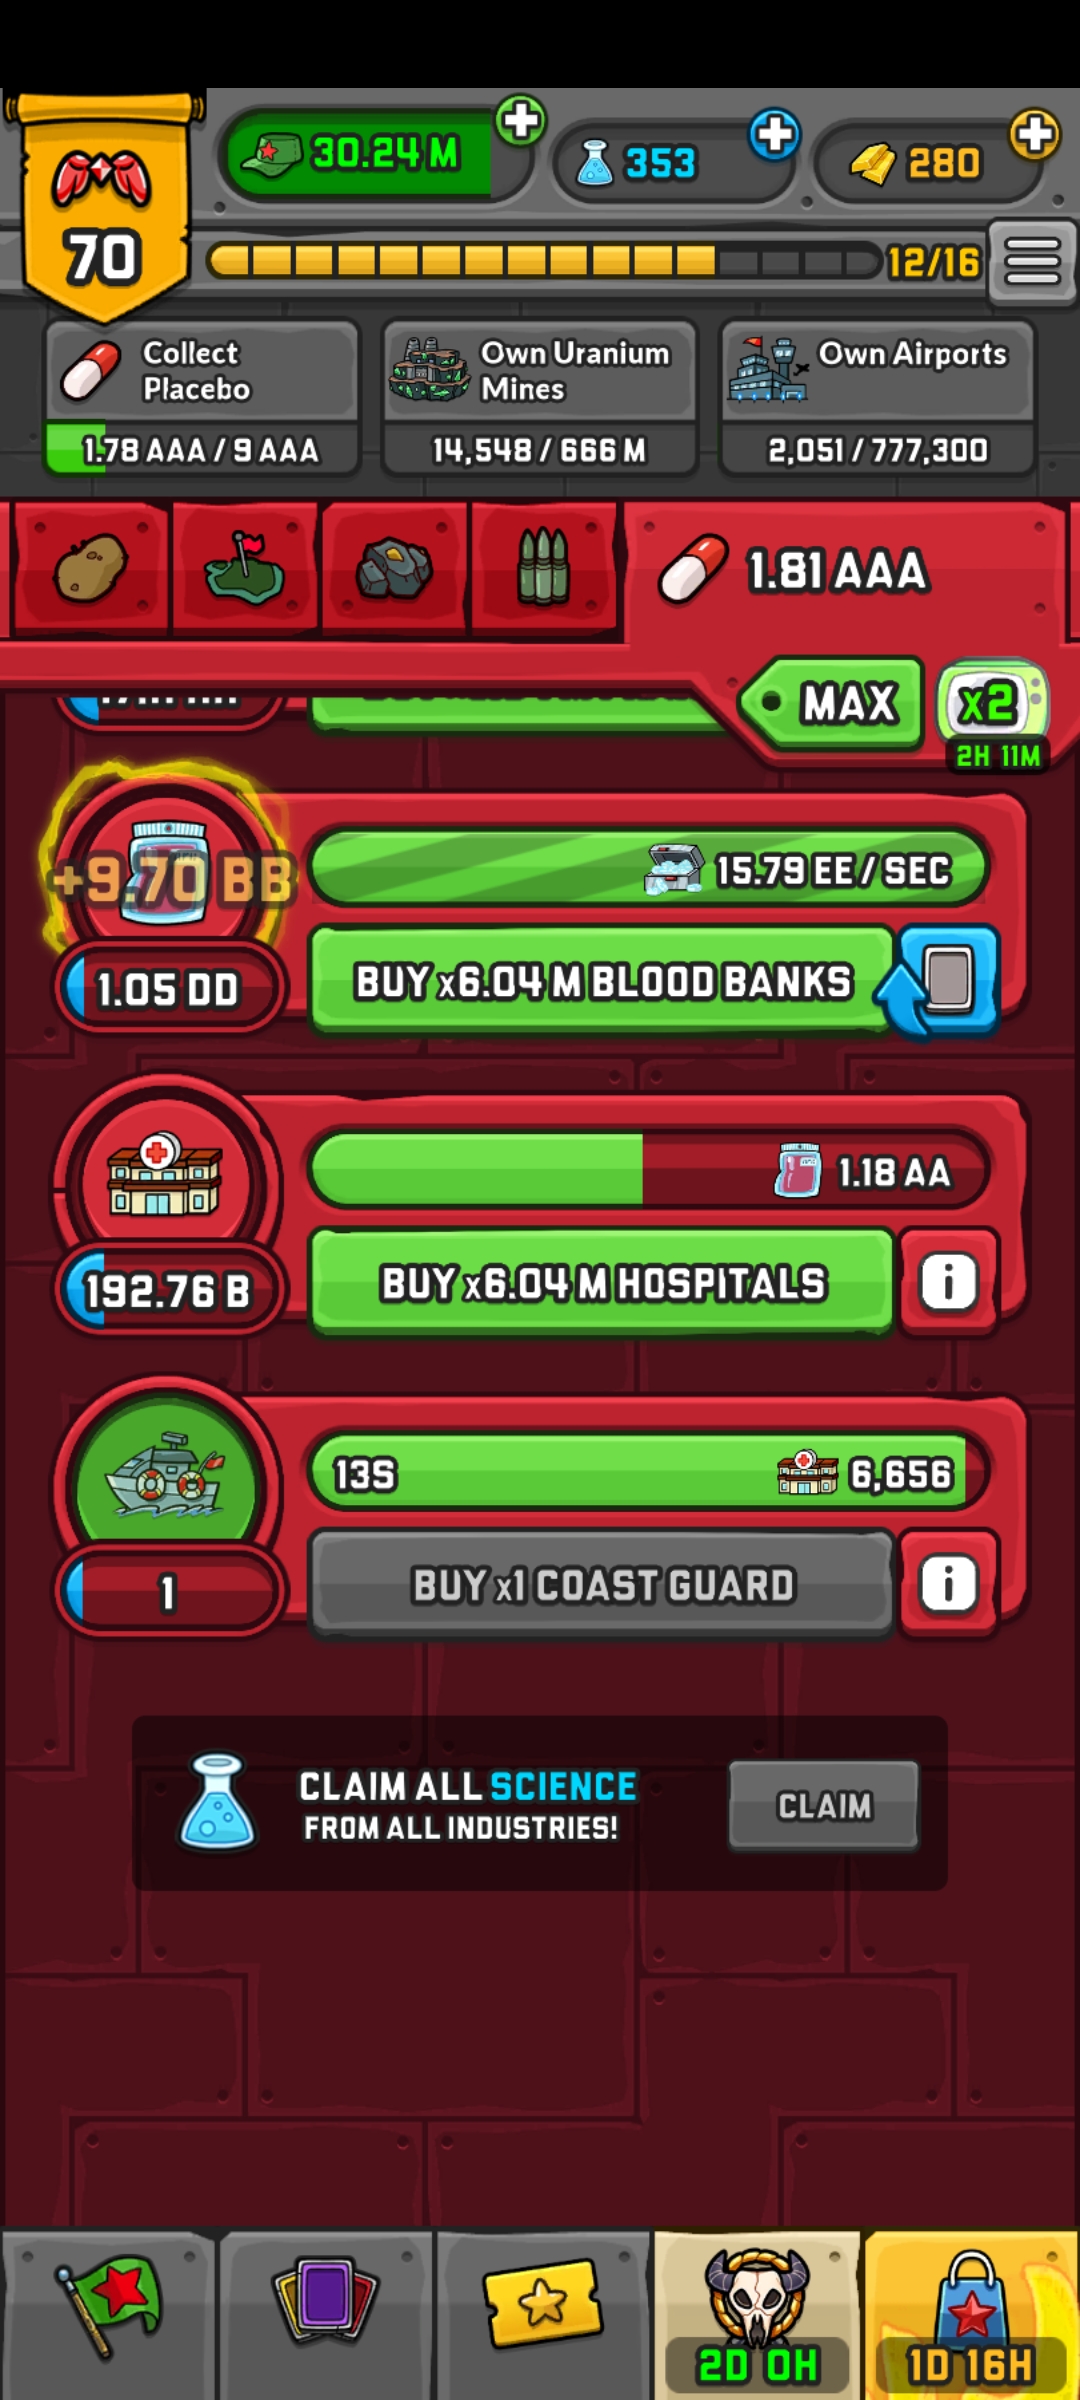 30.24 M
353
280
70
12/16
Collect
Placebo
1.78 AAA / 9 AAA
Own Uranium
Mines
14,548 / 666 M
Own Airports
2,051 / 777,300
1.81 AAA
MAX
x2
2H 11M
+9.70 BB
15.79 EE / SEC
1.05 DD
BUY x6.04 M BLOOD BANKS
1.18 AA
192.76 B
BUY x6.04 M HOSPITALS
i
13S
6,656
1
BUY x1 COAST GUARD
i
CLAIM ALL SCIENCE
FROM ALL INDUSTRIES!
CLAIM
2D 0H
1D 16H